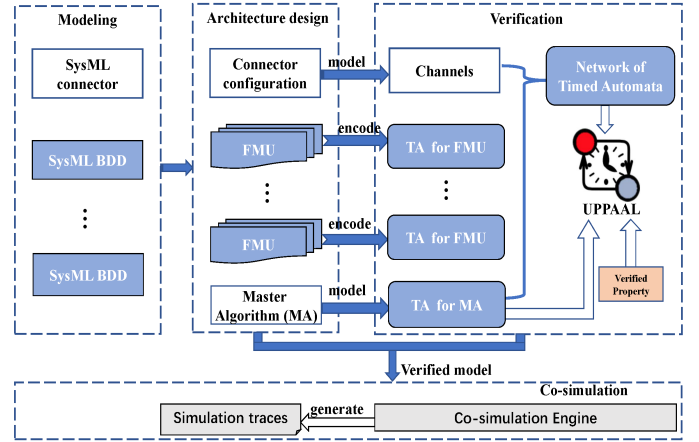 Modeling
Architecture design
Verification
SysML
connector
Connector
configuration
model
Channels
Network of
Timed Automata
SysML BDD
FMU
encode
TA for FMU
UPPAAL
SysML BDD
FMU
encode
TA for FMU
Verified
Property
Master
Algorithm (MA)
model
TA for MA
Verified model
Co-simulation
Simulation traces
generate
Co-simulation Engine